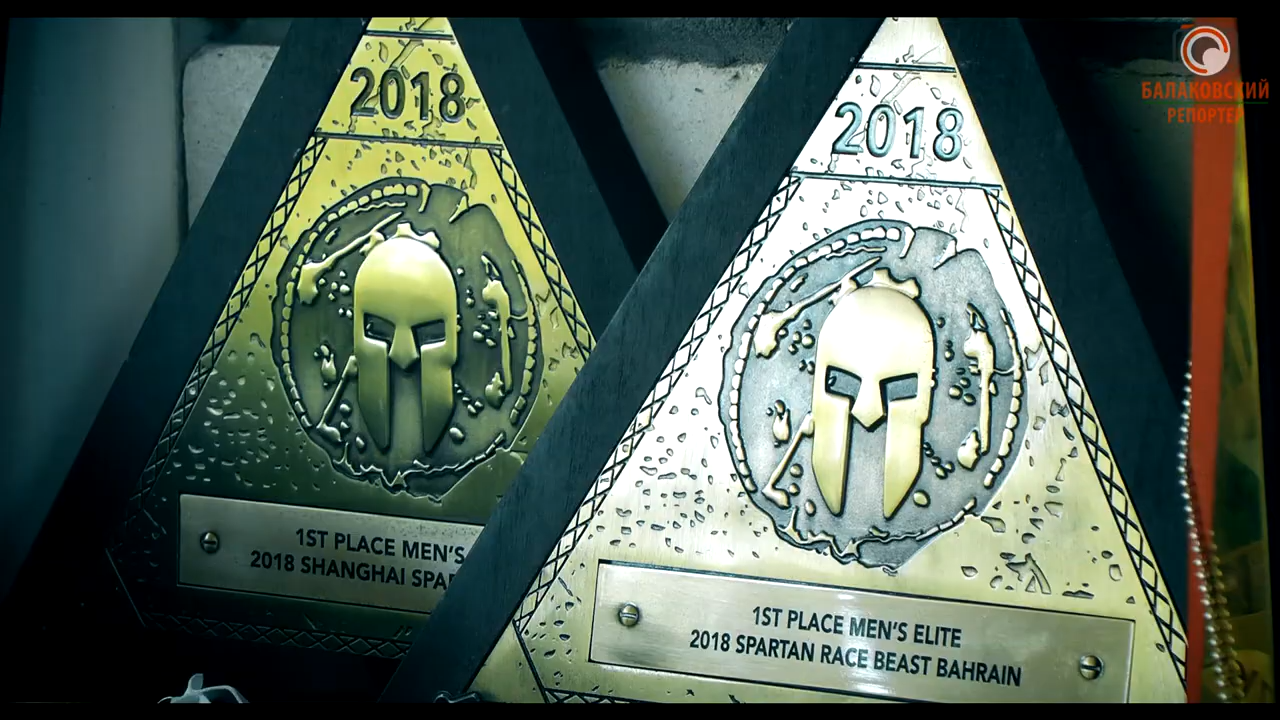 2018
1ST PLACE MEN'S
2018 SHANGHAI
2018
1ST PLACE MEN'S ELITE
2018 SPARTAN RACE BEAST BAHRAIN
БАЛАКОВСКИЙ
РЕПОРТЕР